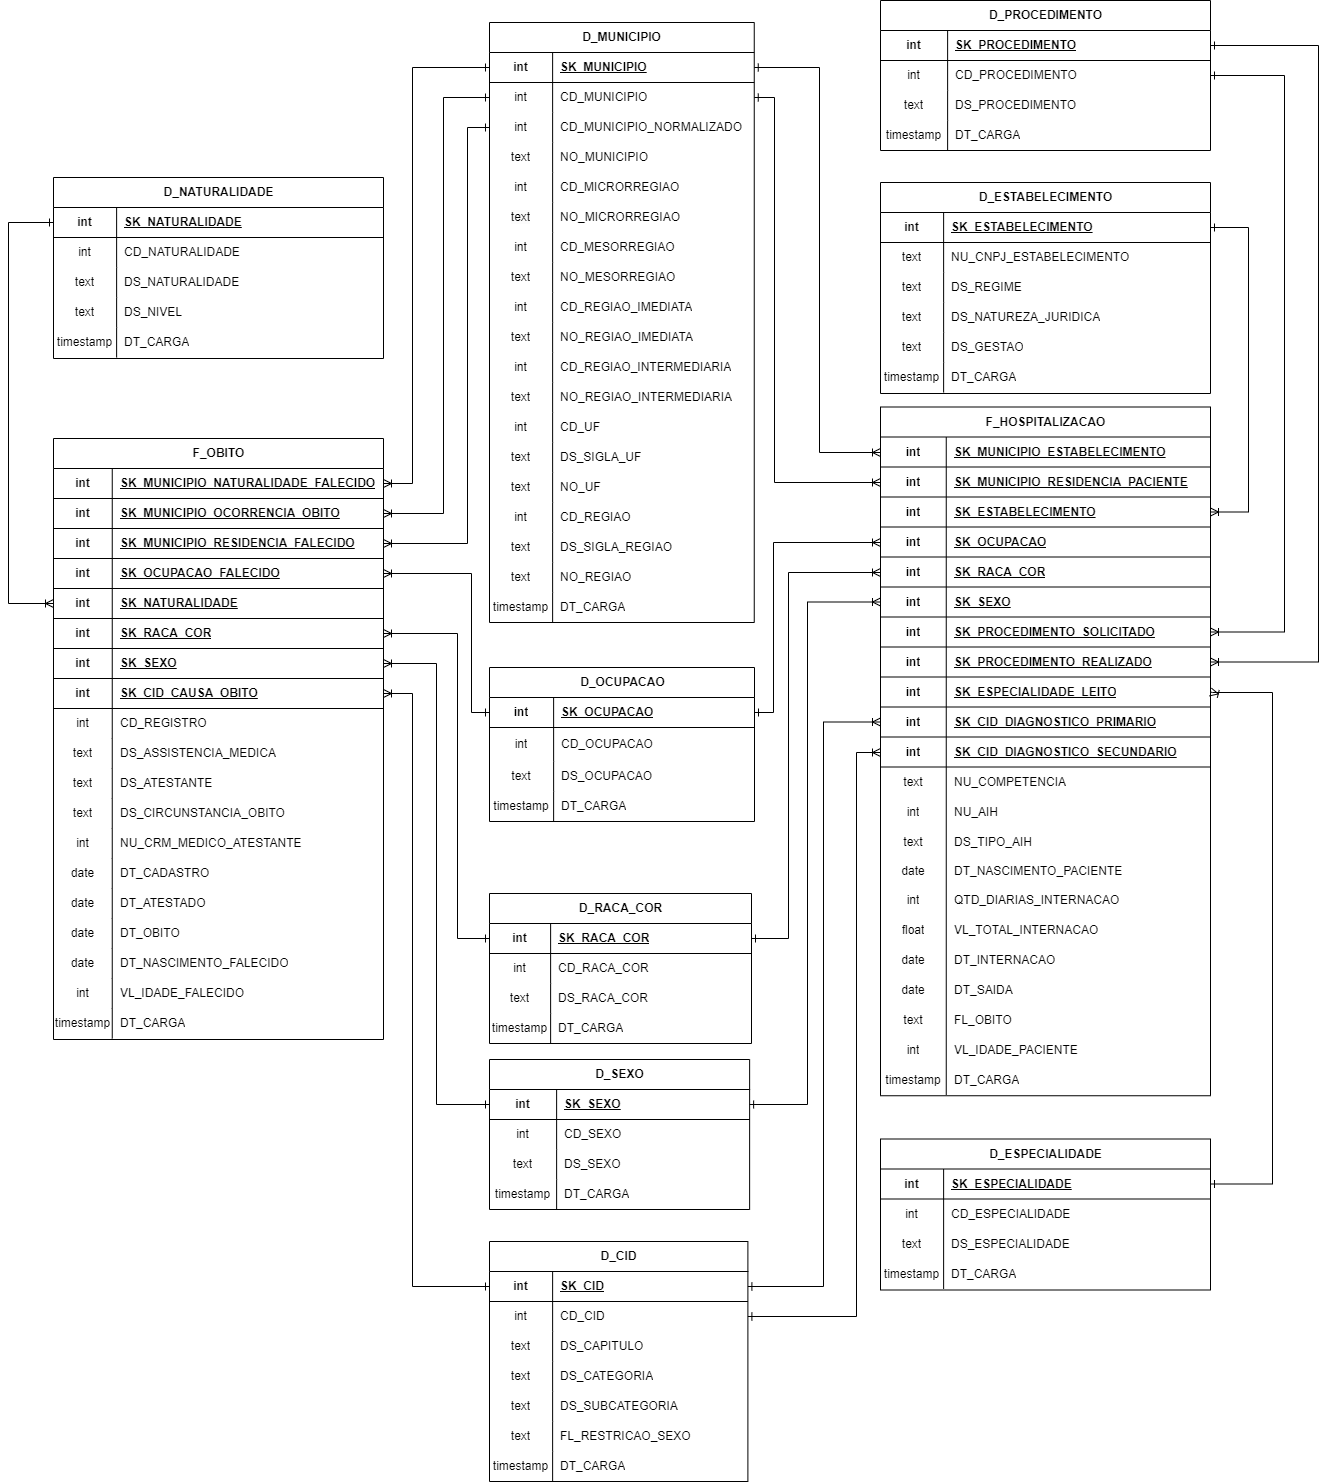 D_PROCEDIMENTO
int SK_PROCEDIMENTO
int CD_PROCEDIMENTO
text DS_PROCEDIMENTO
timestamp DT_CARGA
D_MUNICIPIO
int SK_MUNICIPIO
int CD_MUNICIPIO
int CD_MUNICIPIO_NORMALIZADO
text NO_MUNICIPIO
int CD_MICRORREGIAO
text NO_MICRORREGIAO
int CD_MESORREGIAO
text NO_MESORREGIAO
int CD_REGIAO_IMEDIATA
text NO_REGIAO_IMEDIATA
int CD_REGIAO_INTERMEDIARIA
text NO_REGIAO_INTERMEDIARIA
int CD_UF
text DS_SIGLA_UF
text NO_UF
int CD_REGIAO
text DS_SIGLA_REGIAO
text NO_REGIAO
timestamp DT_CARGA
D_NATURALIDADE
int SK_NATURALIDADE
int CD_NATURALIDADE
text DS_NATURALIDADE
text DS_NIVEL
timestamp DT_CARGA
D_ESTABELECIMENTO
int SK_ESTABELECIMENTO
text NU_CNPJ_ESTABELECIMENTO
text DS_REGIME
text DS_NATUREZA_JURIDICA
text DS_GESTAO
timestamp DT_CARGA
F_OBITO
int SK_MUNICIPIO_NATURALIDADE_FALECIDO
int SK_MUNICIPIO_OCORRENCIA_OBITO
int SK_MUNICIPIO_RESIDENCIA_FALECIDO
int SK_OCUPACAO_FALECIDO
int SK_NATURALIDADE
int SK_RACA_COR
int SK_SEXO
int SK_CID_CAUSA_OBITO
int CD_REGISTRO
text DS_ASSISTENCIA_MEDICA
text DS_ATESTANTE
text DS_CIRCUNSTANCIA_OBITO
int NU_CRM_MEDICO_ATESTANTE
date DT_CADASTRO
date DT_ATESTADO
date DT_OBITO
date DT_NASCIMENTO_FALECIDO
int VL_IDADE_FALECIDO
timestamp DT_CARGA
F_HOSPITALIZACAO
int SK_MUNICIPIO_ESTABELECIMENTO
int SK_MUNICIPIO_RESIDENCIA_PACIENTE
int SK_ESTABELECIMENTO
int SK_OCUPACAO
int SK_RACA_COR
int SK_SEXO
int SK_PROCEDIMENTO_SOLICITADO
int SK_PROCEDIMENTO_REALIZADO
int SK_ESPECIALIDADE_LEITO
int SK_CID_DIAGNOSTICO_PRIMARIO
int SK_CID_DIAGNOSTICO_SECUNDARIO
text NU_COMPETENCIA
int NU_AIH
text DS_TIPO_AIH
date DT_NASCIMENTO_PACIENTE
int QTD_DIARIAS_INTERNACAO
float VL_TOTAL_INTERNACAO
date DT_INTERNACAO
date DT_SAIDA
text FL_OBITO
int VL_IDADE_PACIENTE
timestamp DT_CARGA
D_OCUPACAO
int SK_OCUPACAO
int CD_OCUPACAO
text DS_OCUPACAO
timestamp DT_CARGA
D_RACA_COR
int SK_RACA_COR
int CD_RACA_COR
text DS_RACA_COR
timestamp DT_CARGA
D_SEXO
int SK_SEXO
int CD_SEXO
text DS_SEXO
timestamp DT_CARGA
D_ESPECIALIDADE
int SK_ESPECIALIDADE
int CD_ESPECIALIDADE
text DS_ESPECIALIDADE
timestamp DT_CARGA
D_CID
int SK_CID
int CD_CID
text DS_CAPITULO
text DS_CATEGORIA
text DS_SUBCATEGORIA
text FL_RESTRICAO_SEXO
timestamp DT_CARGA